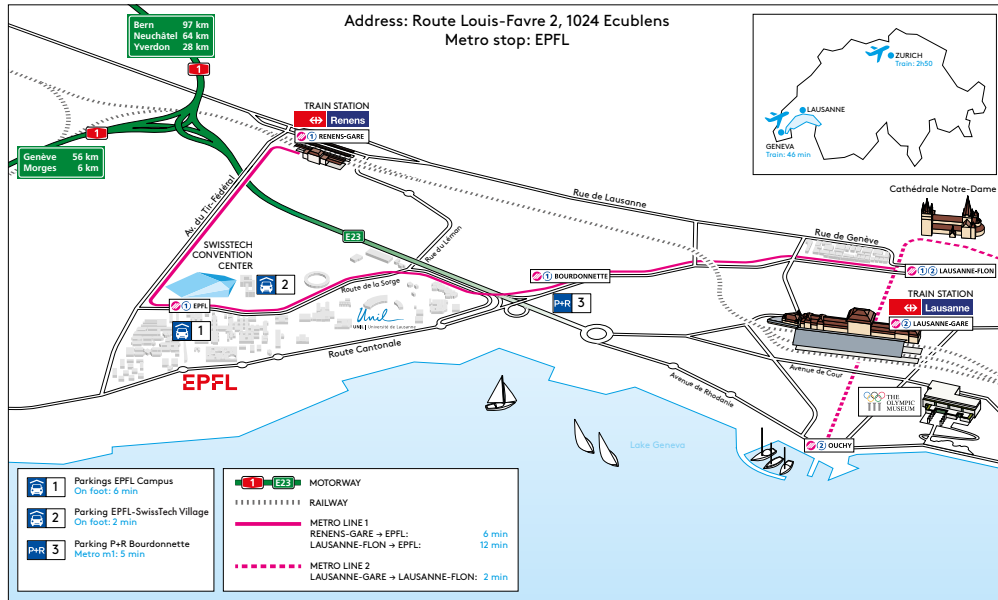 Address: Route Louis-Favre 2, 1024 Ecublens
Metro stop: EPFL
Bern 97 km
Neuchâtel 64 km
Yverdon 28 km
1
1
Genève 56 km
Morges 6 km
ZURICH
Train: 2h50
LAUSANNE
GENEVA
Train: 46 min
TRAIN STATION
Renens
1 RENENS-GARE
Av. du Tir-Fédéral
Rue de Lausanne
Cathédrale Notre-Dame
Rue de Genève
E23
Rue du Léman
SWISSTECH
CONVENTION
CENTER
2
1 BOURDONNETTE
1 2 LAUSANNE-FLON
Route de la Sorge
1 EPFL
P+R 3
TRAIN STATION
Lausanne
2 LAUSANNE-GARE
1
Unil
UNIL | Université de Lausanne
Route Cantonale
EPFL
Avenue de Cour
Avenue de Rhodanie
THE
OLYMPIC
MUSEUM
Lake Geneva
2 OUCHY
1 Parkings EPFL Campus
On foot: 6 min
2 Parking EPFL-SwissTech Village
On foot: 2 min
P+R 3 Parking P+R Bourdonnette
Metro m1: 5 min
1 E23 MOTORWAY
RAILWAY
METRO LINE 1
RENENS-GARE → EPFL: 6 min
LAUSANNE-FLON → EPFL: 12 min
METRO LINE 2
LAUSANNE-GARE → LAUSANNE-FLON: 2 min